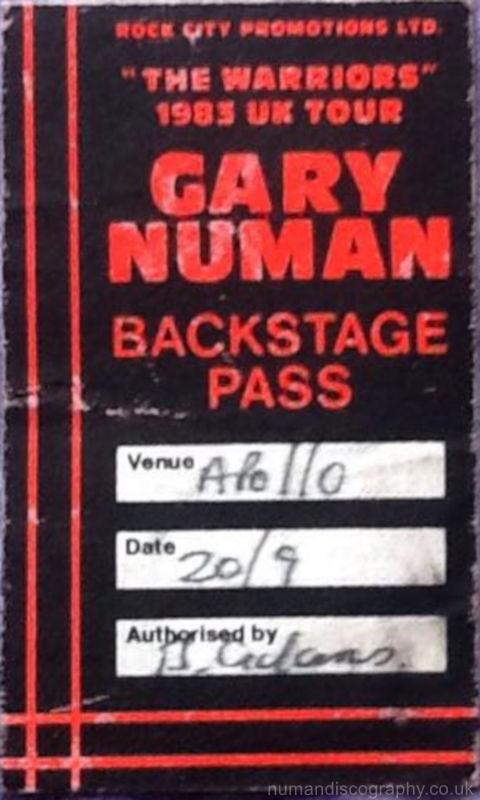 ROCK CITY PROMOTIONS LTD.
"THE WARRIORS"
1983 UK TOUR
GARY
NUMAN
BACKSTAGE
PASS
Venue Apollo
Date 20/9
Authorised by
B. Adams.
numandiscography.co.uk